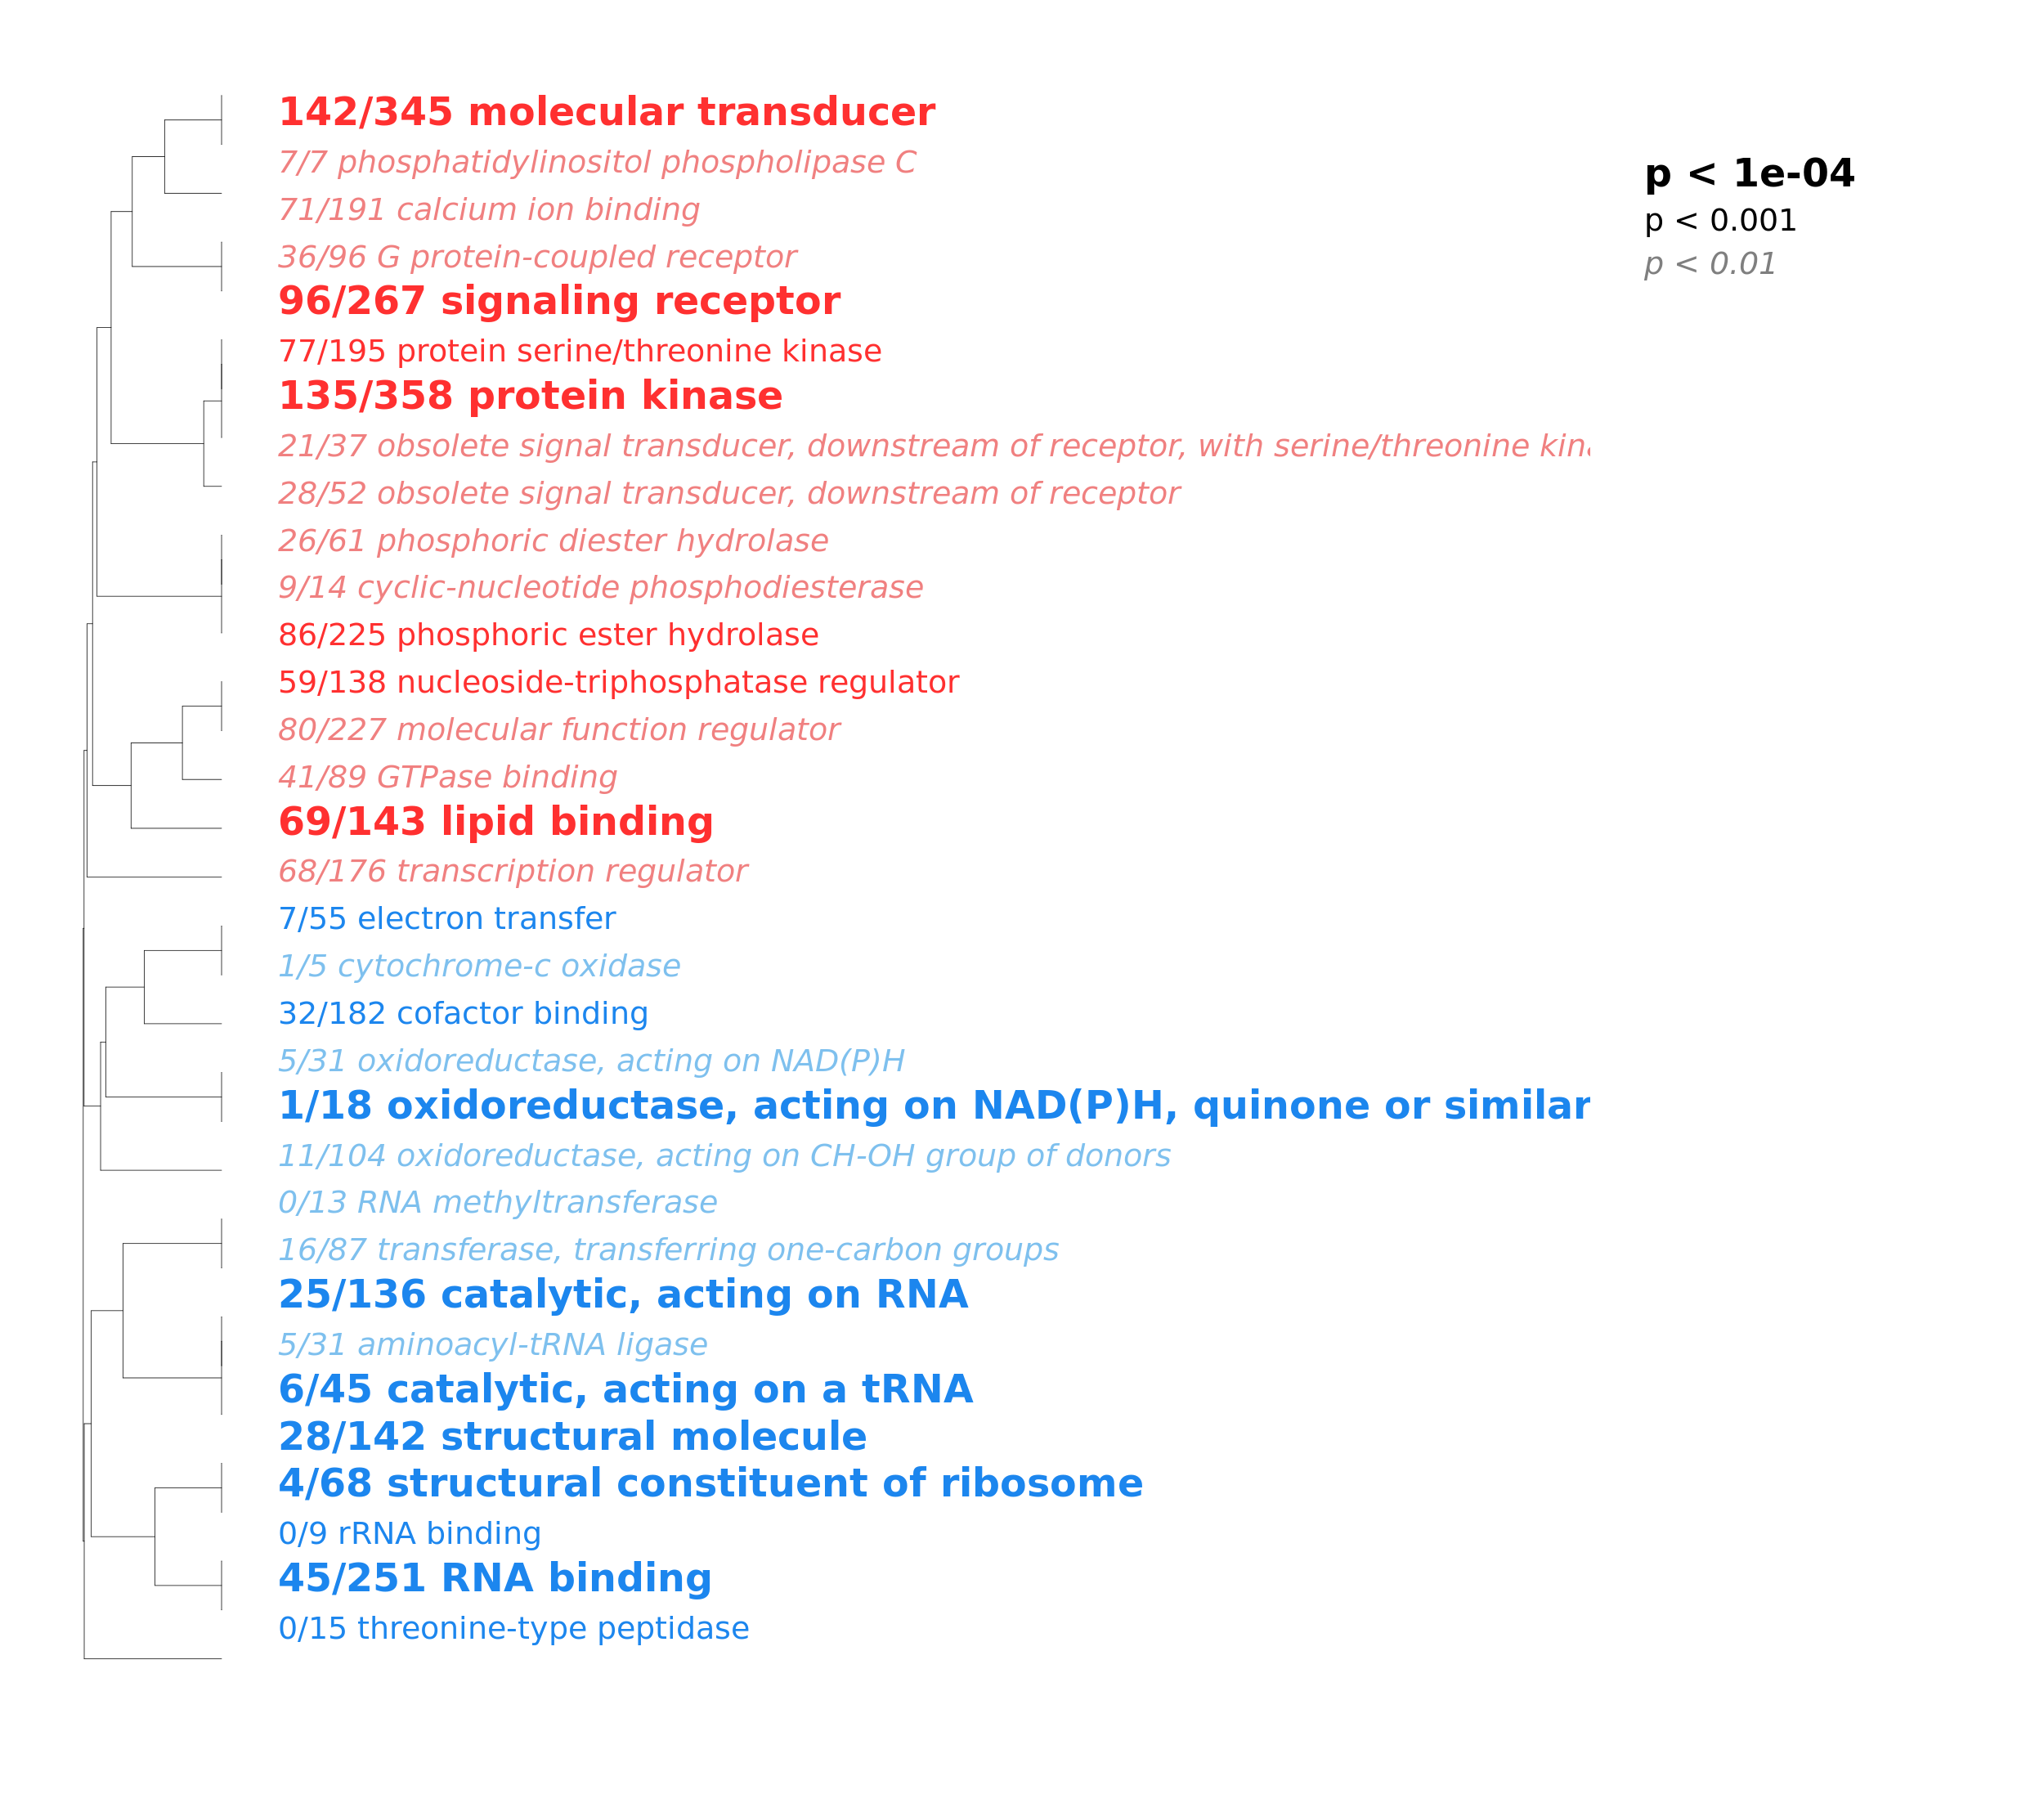 142/345 molecular transducer
7/7 phosphatidylinositol phospholipase C
71/191 calcium ion binding
36/96 G protein-coupled receptor
96/267 signaling receptor
77/195 protein serine/threonine kinase
135/358 protein kinase
21/37 obsolete signal transducer, downstream of receptor, with serine/threonine
28/52 obsolete signal transducer, downstream of receptor
26/61 phosphoric diester hydrolase
9/14 cyclic-nucleotide phosphodiesterase
86/225 phosphoric ester hydrolase
59/138 nucleoside-triphosphatase regulator
80/227 molecular function regulator
41/89 GTPase binding
69/143 lipid binding
68/176 transcription regulator
7/55 electron transfer
1/5 cytochrome-c oxidase
32/182 cofactor binding
5/31 oxidoreductase, acting on NAD(P)H
1/18 oxidoreductase, acting on NAD(P)H, quinone or similar
11/104 oxidoreductase, acting on CH-OH group of donors
0/13 RNA methyltransferase
16/87 transferase, transferring one-carbon groups
25/136 catalytic, acting on RNA
5/31 aminoacyl-tRNA ligase
6/45 catalytic, acting on a tRNA
28/142 structural molecule
4/68 structural constituent of ribosome
0/9 rRNA binding
45/251 RNA binding
0/15 threonine-type peptidase
p < 1e-04
p < 0.001
p < 0.01